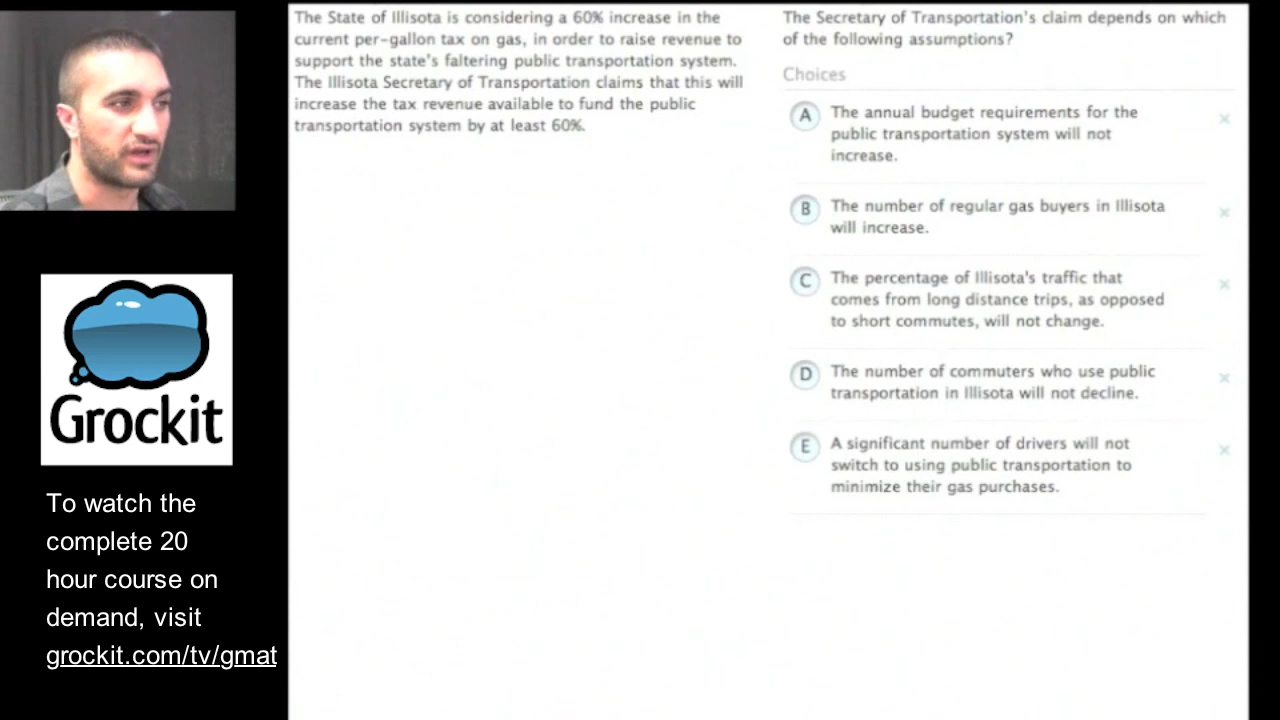 The State of Illisota is considering a 60% increase in the
current per-gallon tax on gas, in order to raise revenue to
support the state's faltering public transportation system.
The Illisota Secretary of Transportation claims that this will
increase the tax revenue available to fund the public
transportation system by at least 60%.
The Secretary of Transportation's claim depends on which
of the following assumptions?
Choices
A The annual budget requirements for the
public transportation system will not
increase.
B The number of regular gas buyers in Illisota
will increase.
C The percentage of Illisota's traffic that
comes from long distance trips, as opposed
to short commutes, will not change.
D The number of commuters who use public
transportation in Illisota will not decline.
E A significant number of drivers will not
switch to using public transportation to
minimize their gas purchases.
Grockit
To watch the
complete 20
hour course on
demand, visit
grockit.com/tv/gmat